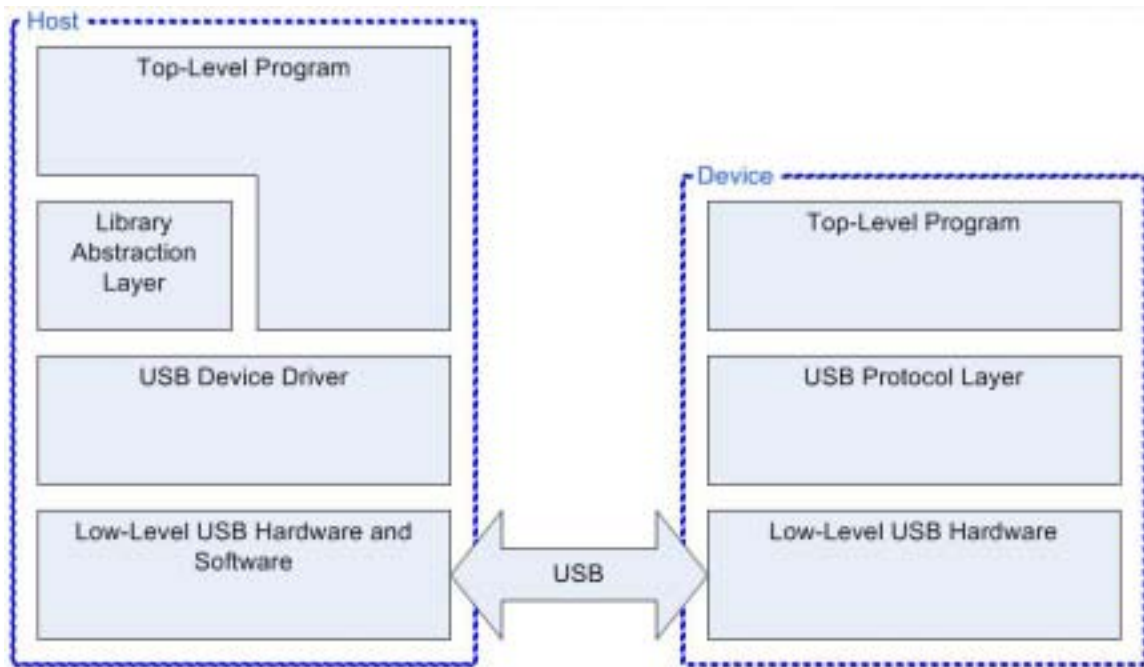 Host
Top-Level Program
Library
Abstraction
Layer
USB Device Driver
Low-Level USB Hardware and
Software
USB
Device
Top-Level Program
USB Protocol Layer
Low-Level USB Hardware